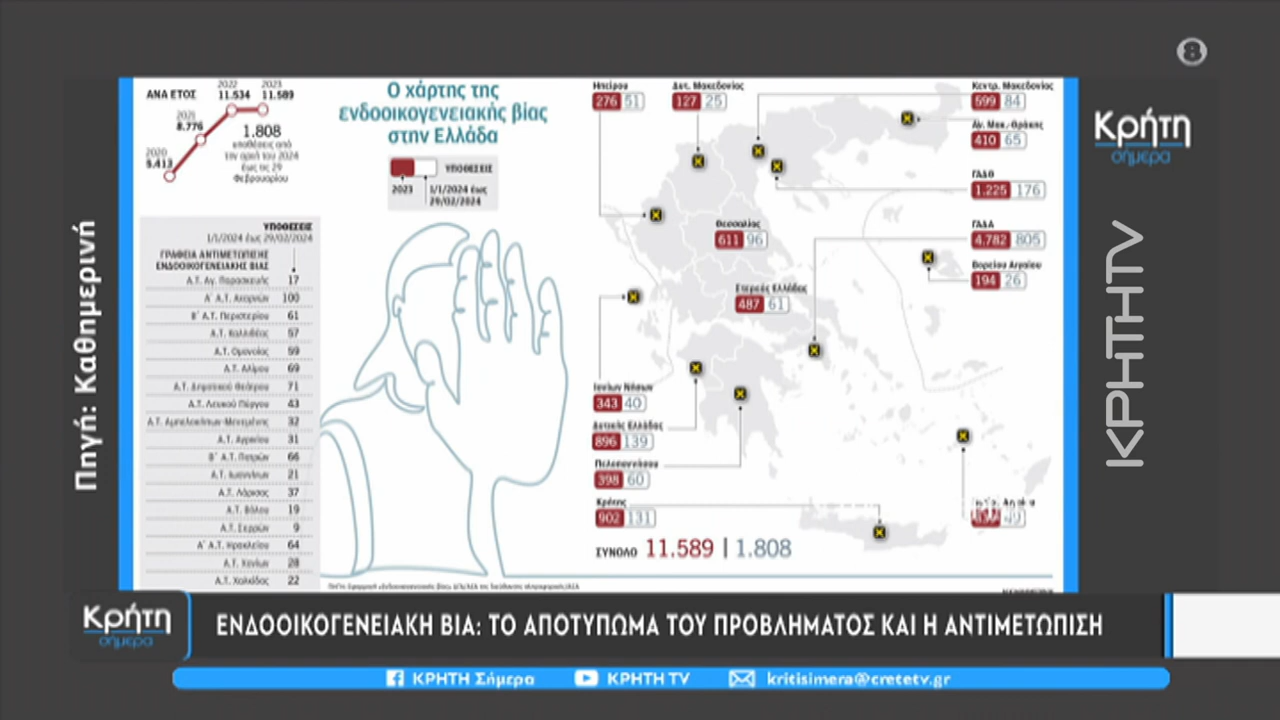 8
ΑΝΑ ΕΤΟΣ
2020
5.413
2021
8.776
2022
11.534
2023
11.589
1.808
υποθέσεις από
την αρχή του 2024
έως τις 29
Φεβρουαρίου
Ο χάρτης της
ενδοοικογενειακής βίας
στην Ελλάδα
ΥΠΟΘΕΣΕΙΣ
2023
1/1/2024 έως
29/02/2024
ΥΠΟΘΕΣΕΙΣ
1/1/2024 έως 29/02/2024
ΓΡΑΦΕΙΑ ΑΝΤΙΜΕΤΩΠΙΣΗΣ
ΕΝΔΟΟΙΚΟΓΕΝΕΙΑΚΗΣ ΒΙΑΣ
Α.Τ. Αγ. Παρασκευής 17
Α΄ Α.Τ. Αχαρνών 100
Β΄ Α.Τ. Περιστερίου 61
Α.Τ. Καλλιθέας 57
Α.Τ. Ομονοίας 59
Α.Τ. Αλίμου 69
Α.Τ. Δημοτικού Θεάτρου 71
Α.Τ. Λευκού Πύργου 43
Α.Τ. Αμπελοκήπων-Μενεμένης 32
Α.Τ. Αγρινίου 31
Β΄ Α.Τ. Πατρών 66
Α.Τ. Ιωαννίνων 21
Α.Τ. Λάρισας 37
Α.Τ. Βόλου 19
Α.Τ. Σερρών 9
Α΄ Α.Τ. Ηρακλείου 64
Α.Τ. Χανίων 28
Α.Τ. Χαλκίδας 22
Ηπείρου
276 51
Δυτ. Μακεδονίας
127 25
Κεντρ. Μακεδονίας
599 84
Αν. Μακ.-Θράκης
410 65
ΓΑΔΘ
1.225 176
Θεσσαλίας
611 96
ΓΑΔΑ
4.782 805
Βορείου Αιγαίου
194 26
Στερεάς Ελλάδας
487 61
Ιονίων Νήσων
343 40
Δυτικής Ελλάδας
896 139
Πελοποννήσου
398 60
Κρήτης
902 131
ΣΥΝΟΛΟ 11.589 | 1.808
Πηγή: Καθημερινή
Κρήτη
σήμερα
ΚΡΗΤΗTV
Κρήτη
σήμερα
ΕΝΔΟΟΙΚΟΓΕΝΕΙΑΚΗ ΒΙΑ: ΤΟ ΑΠΟΤΥΠΩΜΑ ΤΟΥ ΠΡΟΒΛΗΜΑΤΟΣ ΚΑΙ Η ΑΝΤΙΜΕΤΩΠΙΣΗ
ΚΡΗΤΗ Σήμερα ΚΡΗΤΗ TV kritisimera@cretetv.gr